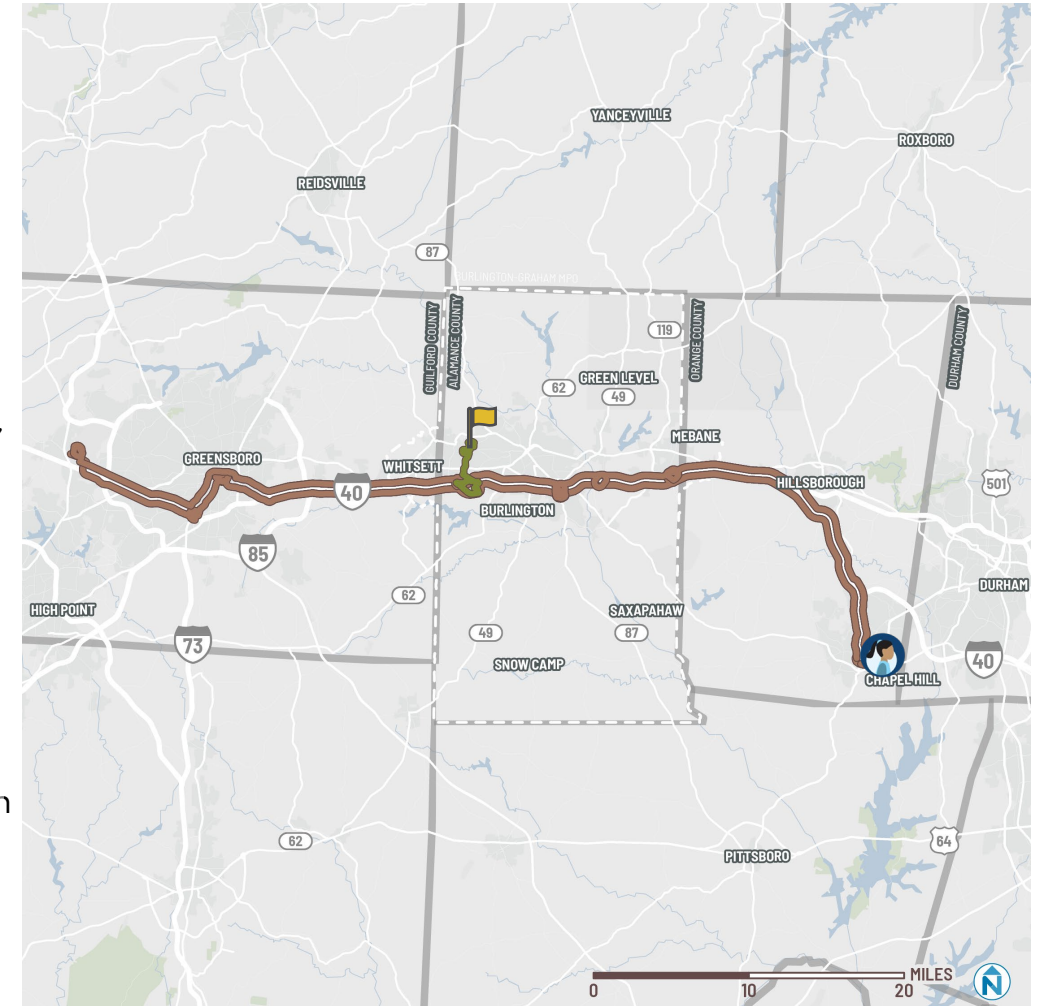 YANCEYVILLE
ROXBORO
REIDSVILLE
87
BURLINGTON-GRAHAM MPO
GUILFORD COUNTY
ALAMANCE COUNTY
ORANGE COUNTY
DURHAM COUNTY
119
GREEN LEVEL
62
49
MEBANE
GREENSBORO
WHITSETT
40
HILLSBOROUGH
501
BURLINGTON
85
DURHAM
62
HIGH POINT
SAXAPAHAW
73
49
87
SNOW CAMP
40
CHAPEL HILL
n
62
64
PITTSBORO
MILES
0
10
20
N